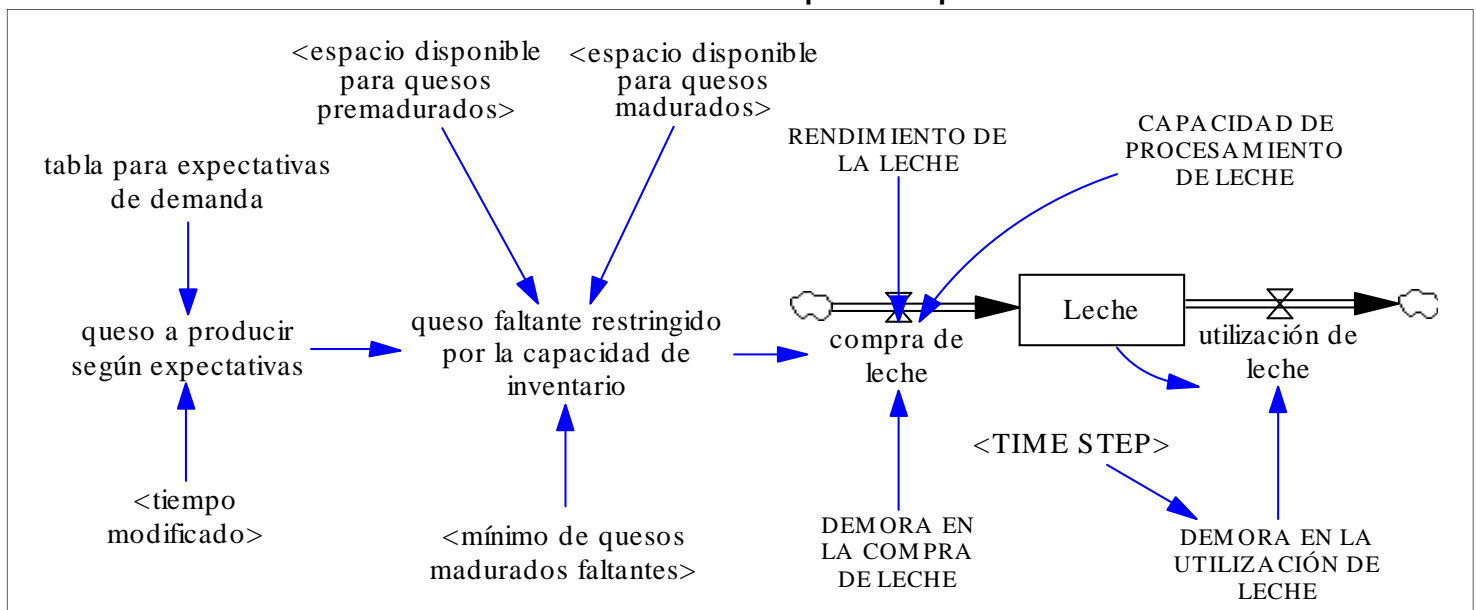 <espacio disponible
para quesos
premadurados>
<espacio disponible
para quesos
madurados>
RENDIMIENTO DE
LA LECHE
CAPACIDAD DE
PROCESAMIENTO
DE LECHE
tabla para expectativas
de demanda
queso a producir
según expectativas
queso faltante restringido
por la capacidad de
inventario
compra de
leche
Leche
utilización de
leche
<TIME STEP>
<tiempo
modificado>
<mínimo de quesos
madurados faltantes>
DEMORA EN
LA COMPRA
DE LECHE
DEMORA EN LA
UTILIZACIÓN DE
LECHE